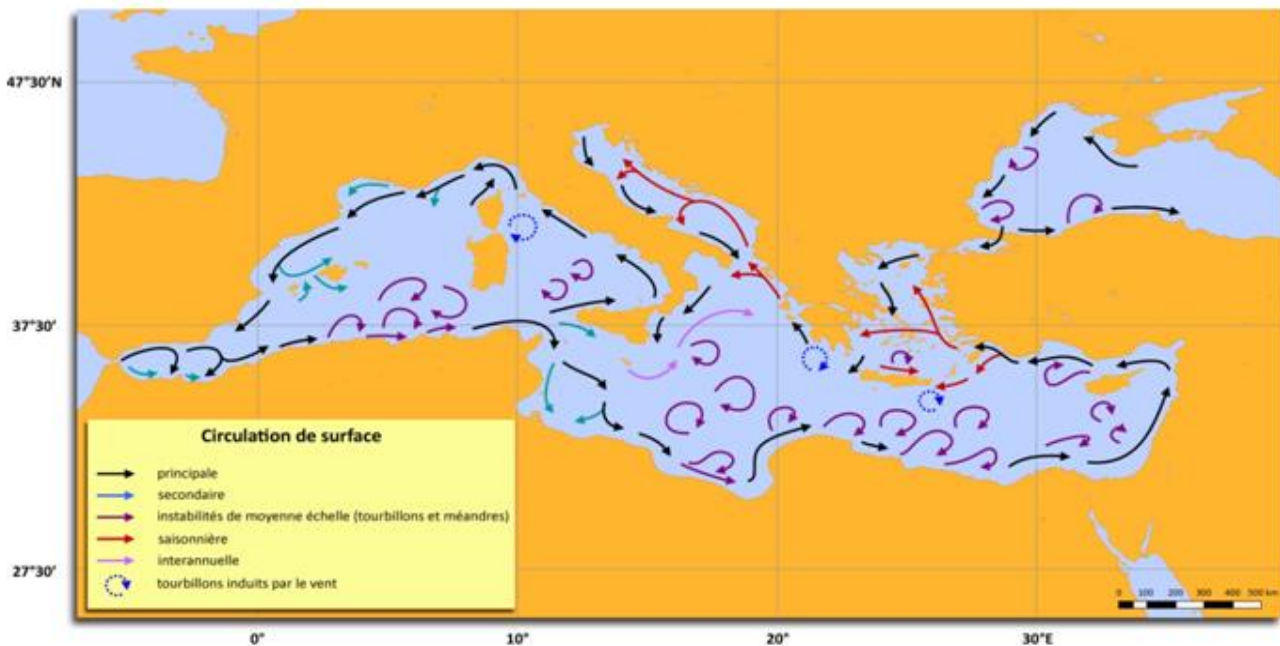 47°30'N
37°30'
27°30'
Circulation de surface
principale
secondaire
instabilités de moyenne échelle (tourbillons et méandres)
saisonnière
interannuelle
tourbillons induits par le vent
0 100 200 300 400 500 km
0° 10° 20° 30°E